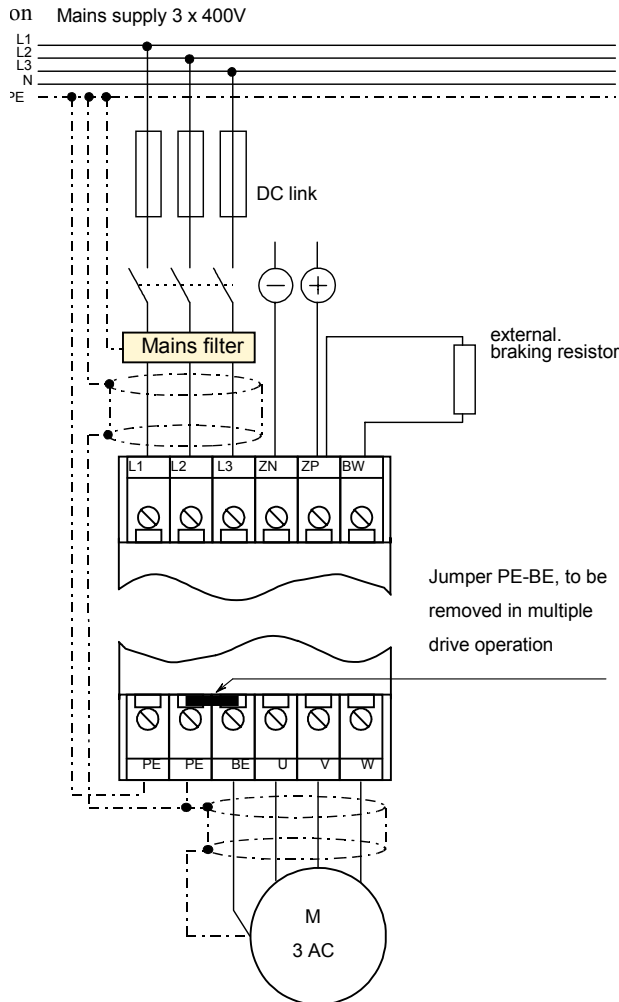 on Mains supply 3 x 400V
L1
L2
L3
N
PE
DC link
− +
Mains filter
external.
braking resistor
L1 L2 L3 ZN ZP BW
Jumper PE-BE, to be
removed in multiple
drive operation
PE PE BE U V W
M
3 AC